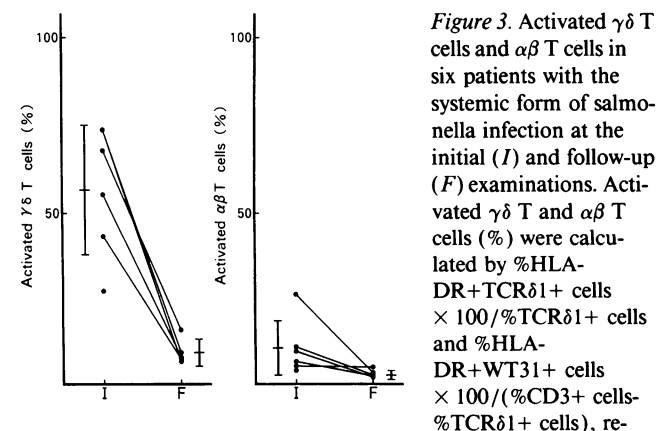 100
50
Activated γδ T cells (%)
I
F
100
50
Activated αβ T cells (%)
I
F
Figure 3. Activated γδ T
cells and αβ T cells in
six patients with the
systemic form of salmo-
nella infection at the
initial (I) and follow-up
(F) examinations. Acti-
vated γδ T and αβ T
cells (%) were calcu-
lated by %HLA-
DR+TCRδ1+ cells
× 100/%TCRδ1+ cells
and %HLA-
DR+WT31+ cells
× 100/(%CD3+ cells-
%TCRδ1+ cells), re-